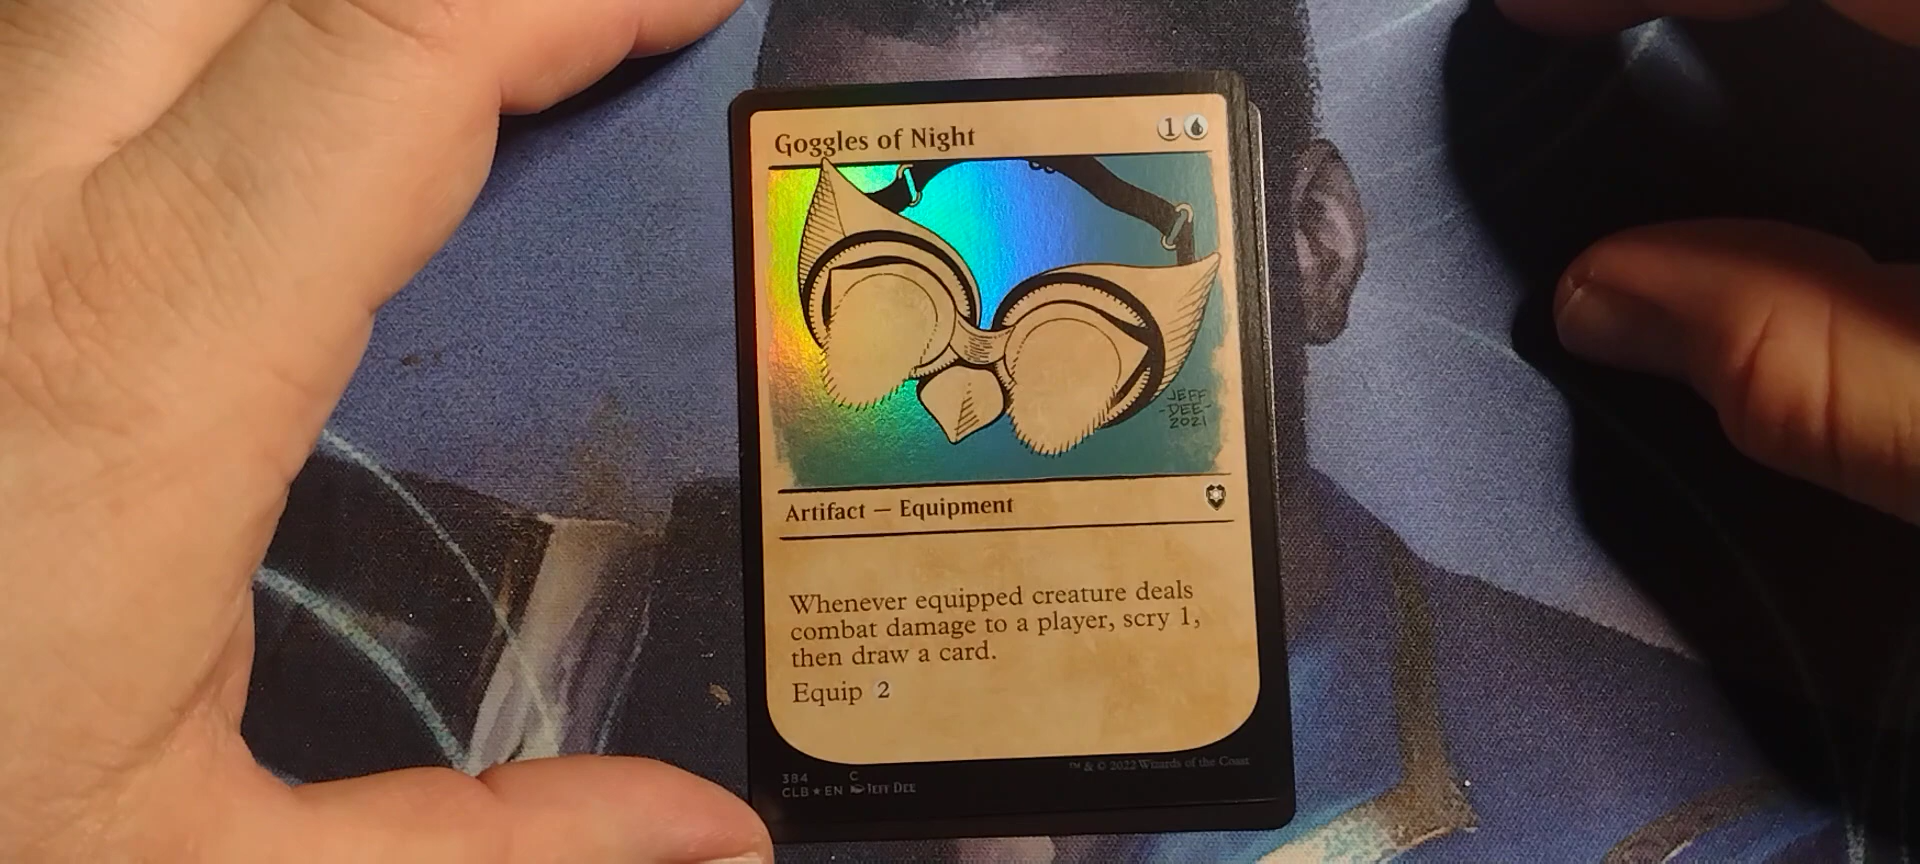 Goggles of Night 1
JEFF
-DEE-
2021
Artifact — Equipment
Whenever equipped creature deals
combat damage to a player, scry 1,
then draw a card.
Equip 2
384 C
CLB★EN Jeff Dee
™ & © 2022 Wizards of the Coast